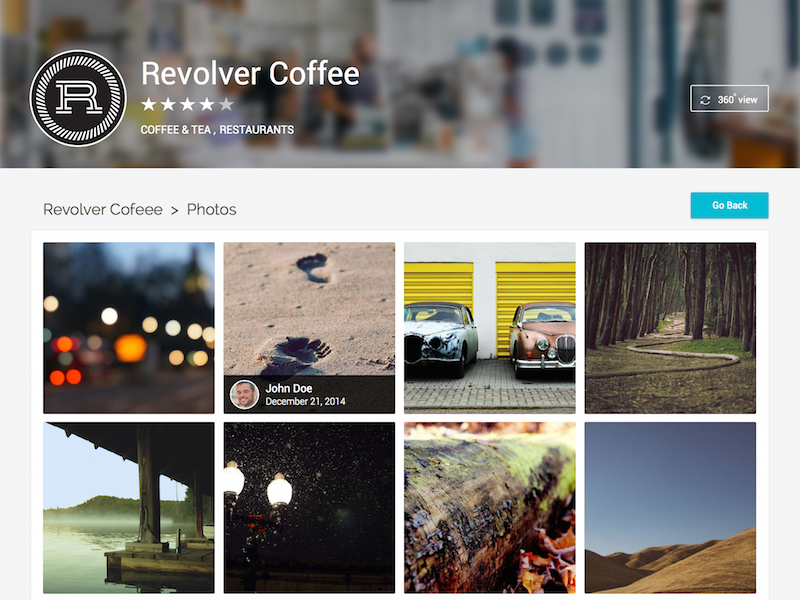 R
Revolver Coffee
COFFEE & TEA , RESTAURANTS
360° view
Revolver Cofeee > Photos
Go Back
John Doe
December 21, 2014